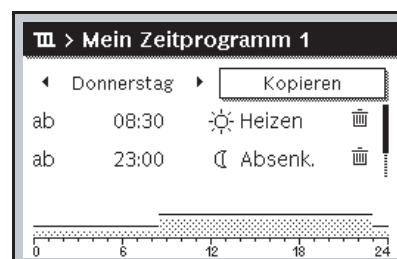 > Mein Zeitprogramm 1
Donnerstag Kopieren
ab 08:30 Heizen
ab 23:00 Absenk.
0 6 12 18 24